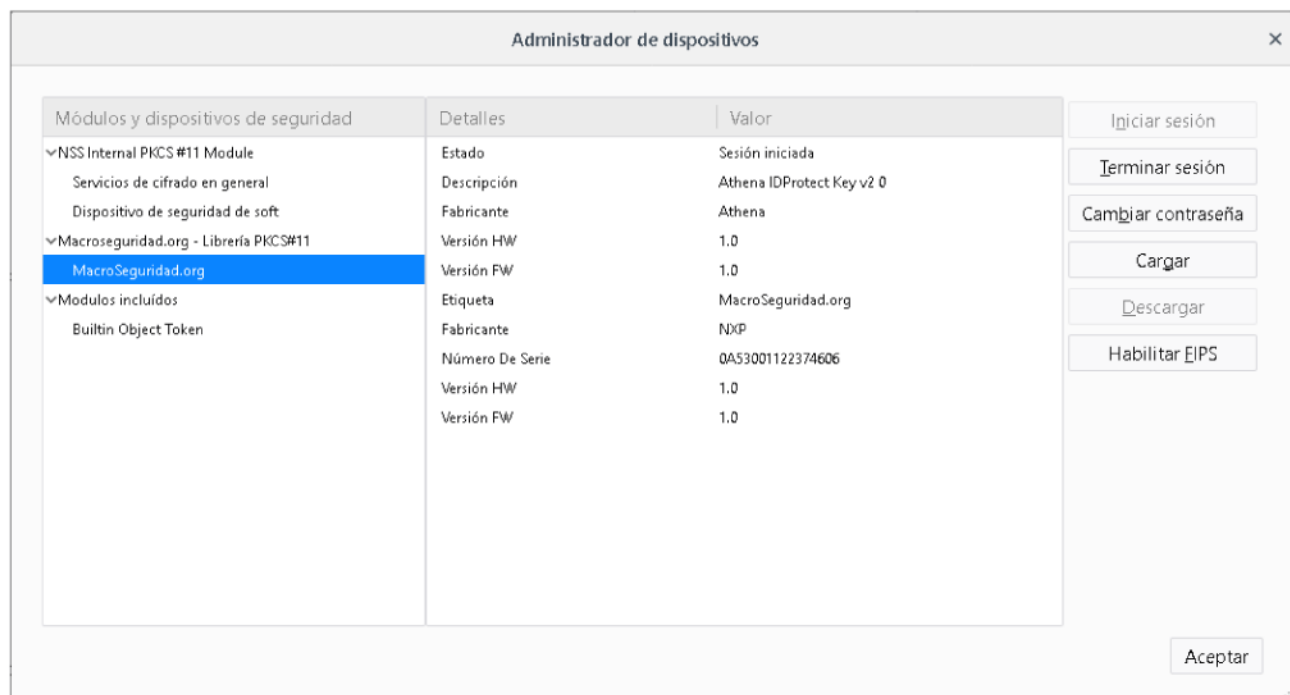 Administrador de dispositivos ×
Módulos y dispositivos de seguridad Detalles Valor Iniciar sesión
NSS Internal PKCS #11 Module Estado Sesión iniciada
Terminar sesión
Servicios de cifrado en general Descripción Athena IDProtect Key v2 0
Dispositivo de seguridad de soft Fabricante Athena Cambiar contraseña
Macroseguridad.org - Librería PKCS#11 Versión HW 1.0
Cargar
MacroSeguridad.org Versión FW 1.0
Modulos incluídos Etiqueta MacroSeguridad.org
Descargar
Builtin Object Token Fabricante NXP
Número De Serie 0A53001122374606 Habilitar FIPS
Versión HW 1.0
Versión FW 1.0
Aceptar